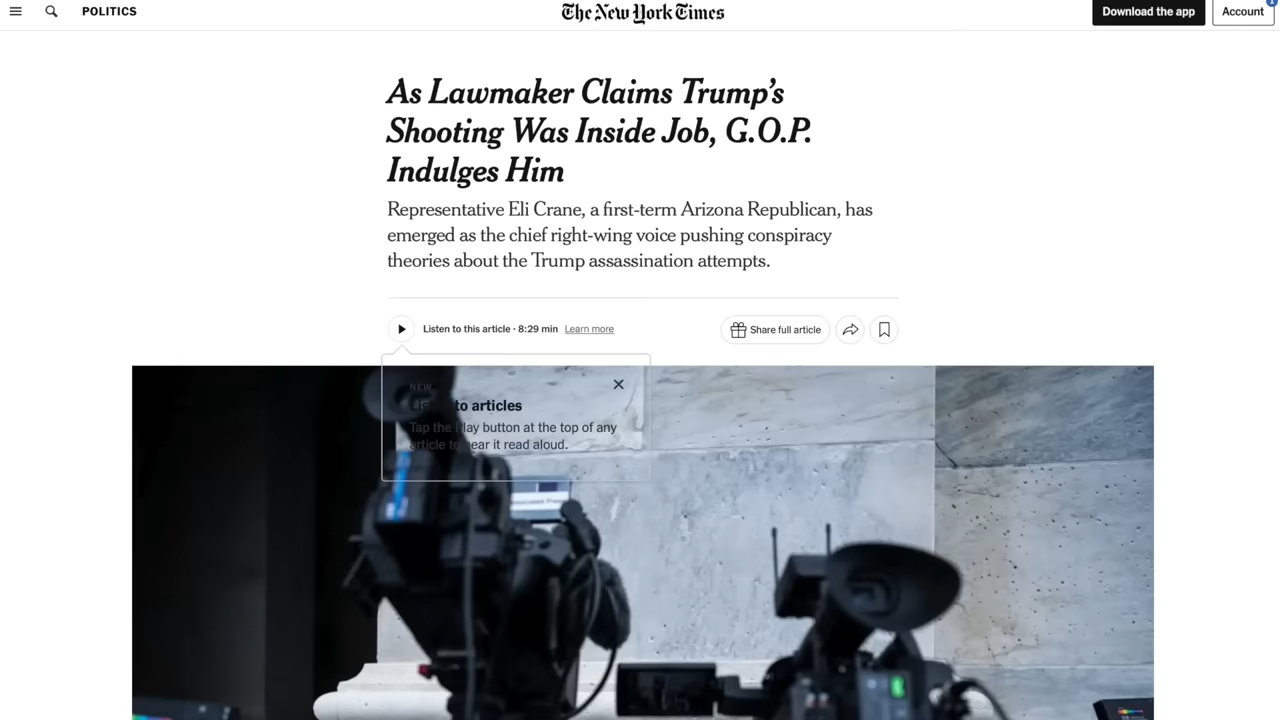 POLITICS
The New York Times
Download the app
Account
As Lawmaker Claims Trump's
Shooting Was Inside Job, G.O.P.
Indulges Him
Representative Eli Crane, a first-term Arizona Republican, has
emerged as the chief right-wing voice pushing conspiracy
theories about the Trump assassination attempts.
Listen to this article · 8:29 min Learn more
Share full article
NEW
Listen to articles
Tap the Play button at the top of any
article to hear it read aloud.